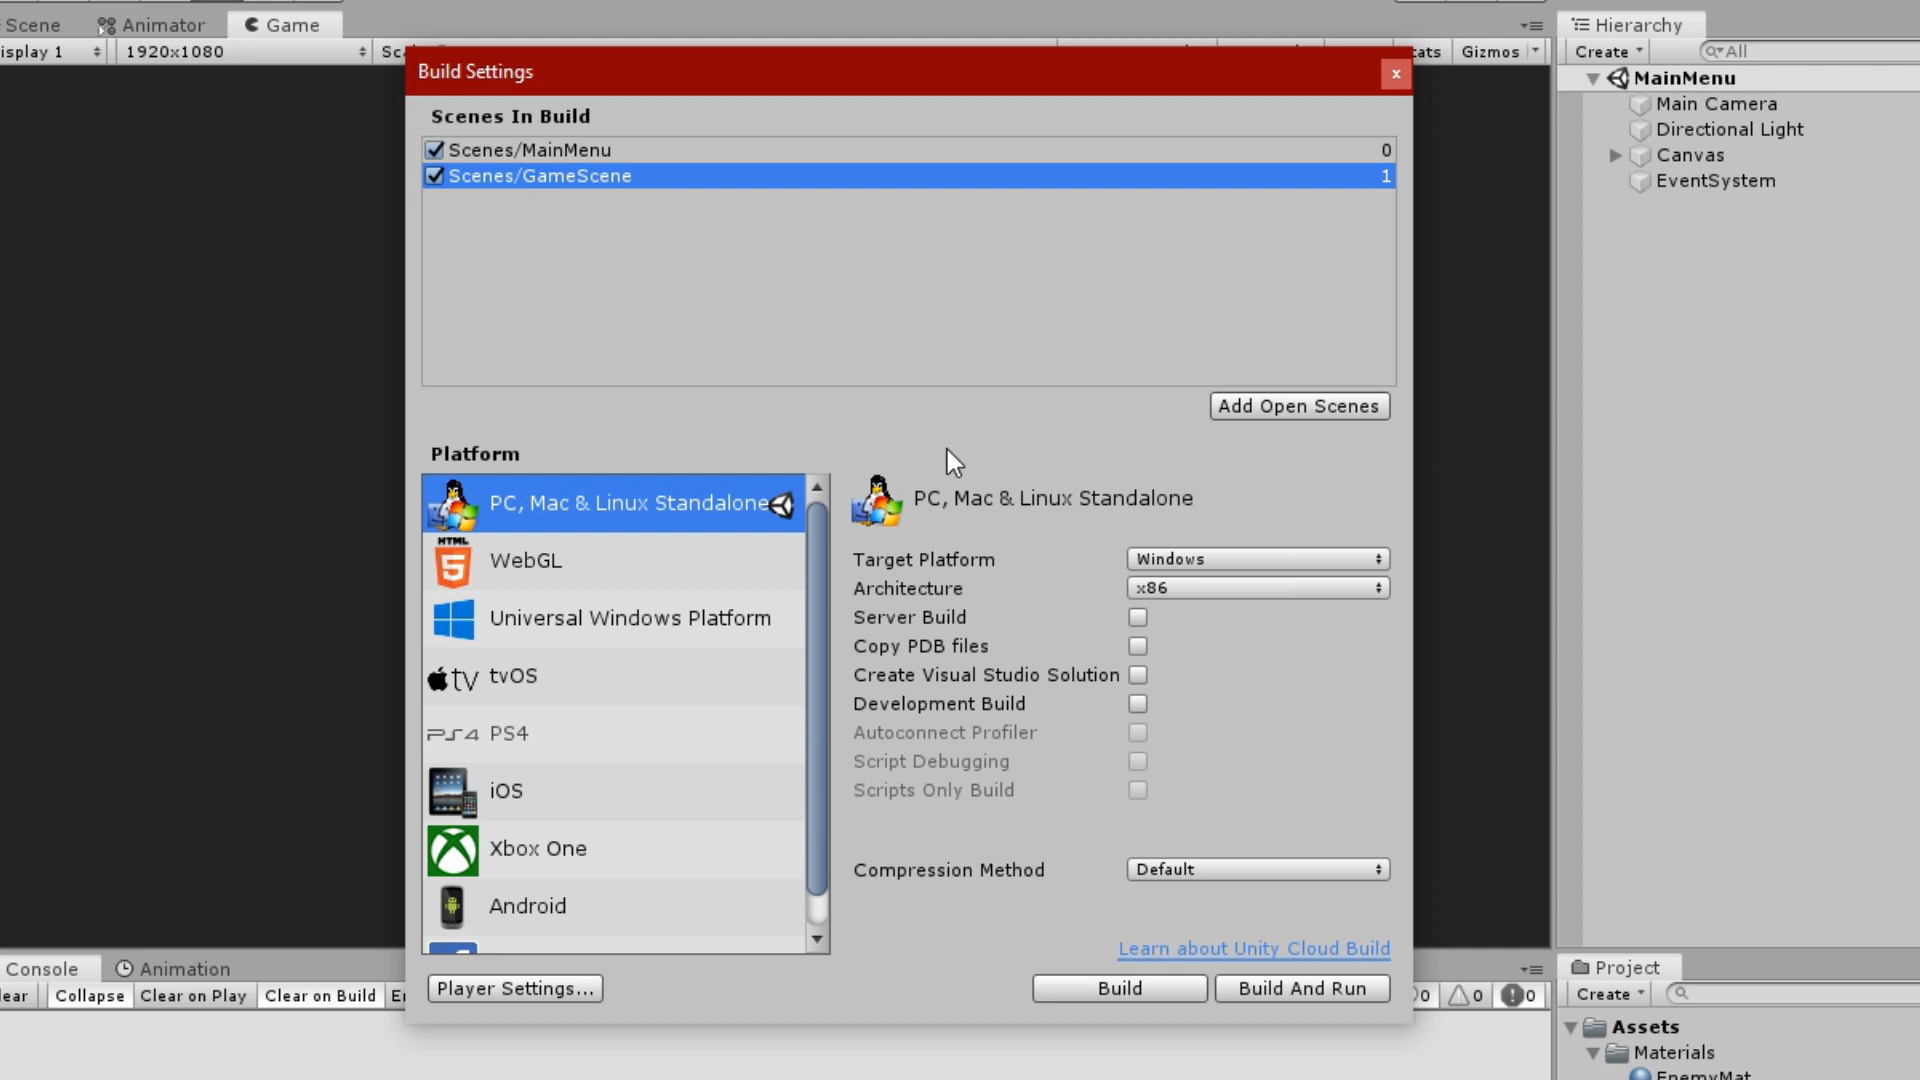 Scene
Animator
Game
Hierarchy
isplay 1
1920x1080
Sc
tats
Gizmos
Create
All
Build Settings
x
MainMenu
Main Camera
Directional Light
Canvas
EventSystem
Scenes In Build
Scenes/MainMenu 0
Scenes/GameScene 1
Add Open Scenes
Platform
PC, Mac & Linux Standalone
HTML
5
WebGL
Universal Windows Platform
tv
tvOS
PS4
PS4
iOS
Xbox One
Android
PC, Mac & Linux Standalone
Target Platform Windows
Architecture x86
Server Build
Copy PDB files
Create Visual Studio Solution
Development Build
Autoconnect Profiler
Script Debugging
Scripts Only Build
Compression Method Default
Learn about Unity Cloud Build
Player Settings...
Build
Build And Run
Console
Animation
lear
Collapse
Clear on Play
Clear on Build
0
0
0
Project
Create
Assets
Materials
EnemyMat